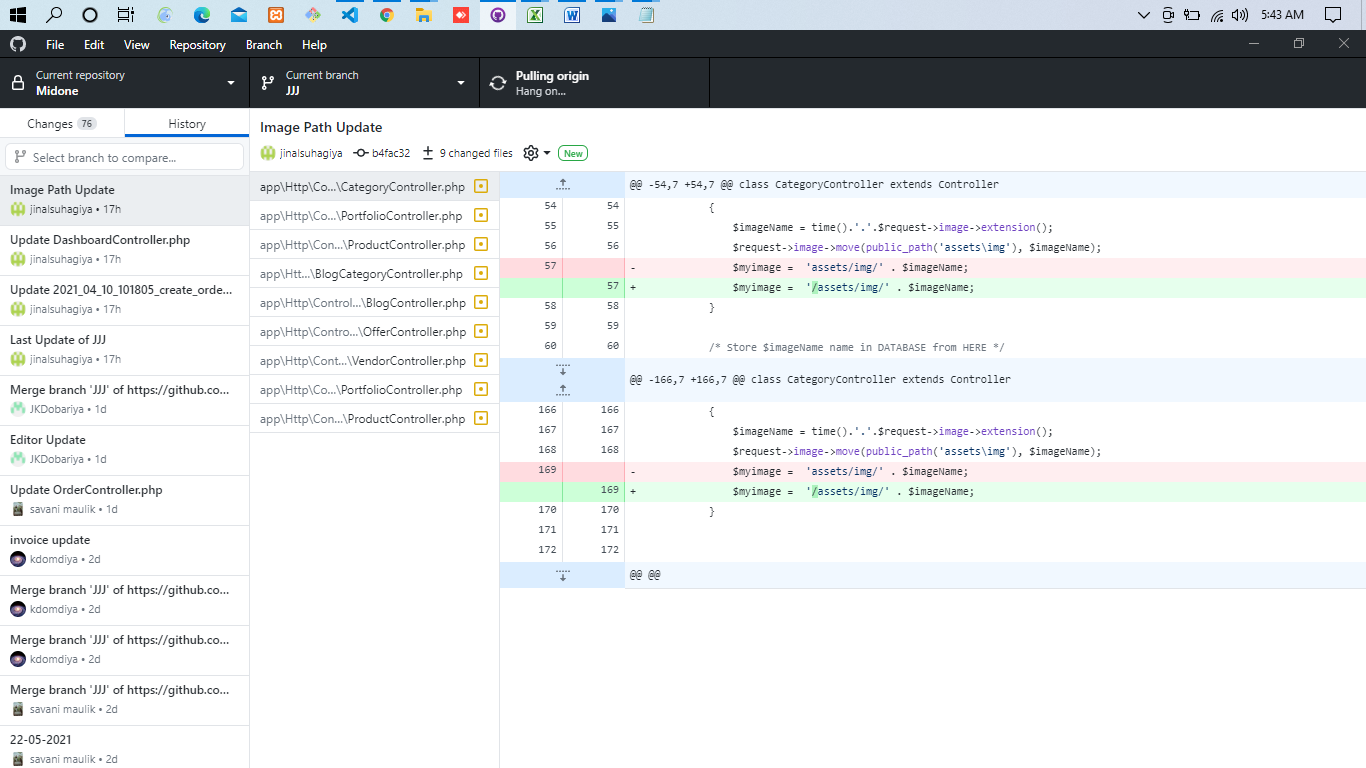 5:43 AM
File Edit View Repository Branch Help
Current repository
Midone
Current branch
JJJ
Pulling origin
Hang on...
Changes 76
History
Select branch to compare...
Image Path Update
jinalsuhagiya • 17h
Update DashboardController.php
jinalsuhagiya • 17h
Update 2021_04_10_101805_create_orde...
jinalsuhagiya • 17h
Last Update of JJJ
jinalsuhagiya • 17h
Merge branch 'JJJ' of https://github.co...
JKDobariya • 1d
Editor Update
JKDobariya • 1d
Update OrderController.php
savani maulik • 1d
invoice update
kdomdiya • 2d
Merge branch 'JJJ' of https://github.co...
kdomdiya • 2d
Merge branch 'JJJ' of https://github.co...
kdomdiya • 2d
Merge branch 'JJJ' of https://github.co...
savani maulik • 2d
22-05-2021
savani maulik • 2d
Image Path Update
jinalsuhagiya b4fac32 9 changed files New
app\Http\Co...\CategoryController.php
app\Http\Co...\PortfolioController.php
app\Http\Con...\ProductController.php
app\Htt...\BlogCategoryController.php
app\Http\Control...\BlogController.php
app\Http\Contro...\OfferController.php
app\Http\Cont...\VendorController.php
app\Http\Co...\PortfolioController.php
app\Http\Con...\ProductController.php
@@ -54,7 +54,7 @@ class CategoryController extends Controller
54 54 {
55 55 $imageName = time().'.'.$request->image->extension();
56 56 $request->image->move(public_path('assets\img'), $imageName);
57 - $myimage = 'assets/img/' . $imageName;
57 + $myimage = '/assets/img/' . $imageName;
58 58 }
59 59
60 60 /* Store $imageName name in DATABASE from HERE */
@@ -166,7 +166,7 @@ class CategoryController extends Controller
166 166 {
167 167 $imageName = time().'.'.$request->image->extension();
168 168 $request->image->move(public_path('assets\img'), $imageName);
169 - $myimage = 'assets/img/' . $imageName;
169 + $myimage = '/assets/img/' . $imageName;
170 170 }
171 171
172 172
@@ @@